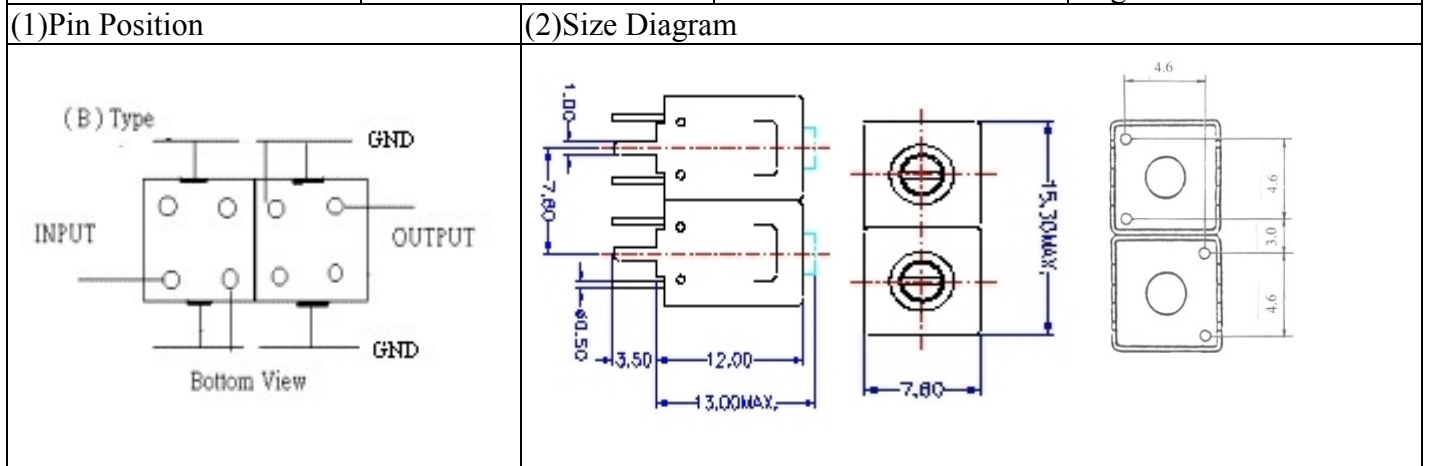 (1)Pin Position
(2)Size Diagram
(B) Type
GND
INPUT
OUTPUT
GND
Bottom View
1,00
7,80
ø0,50
3,50
12,00
13,00MAX,
15,30MAX,
7,80
4.6
4.6
3.0
4.6